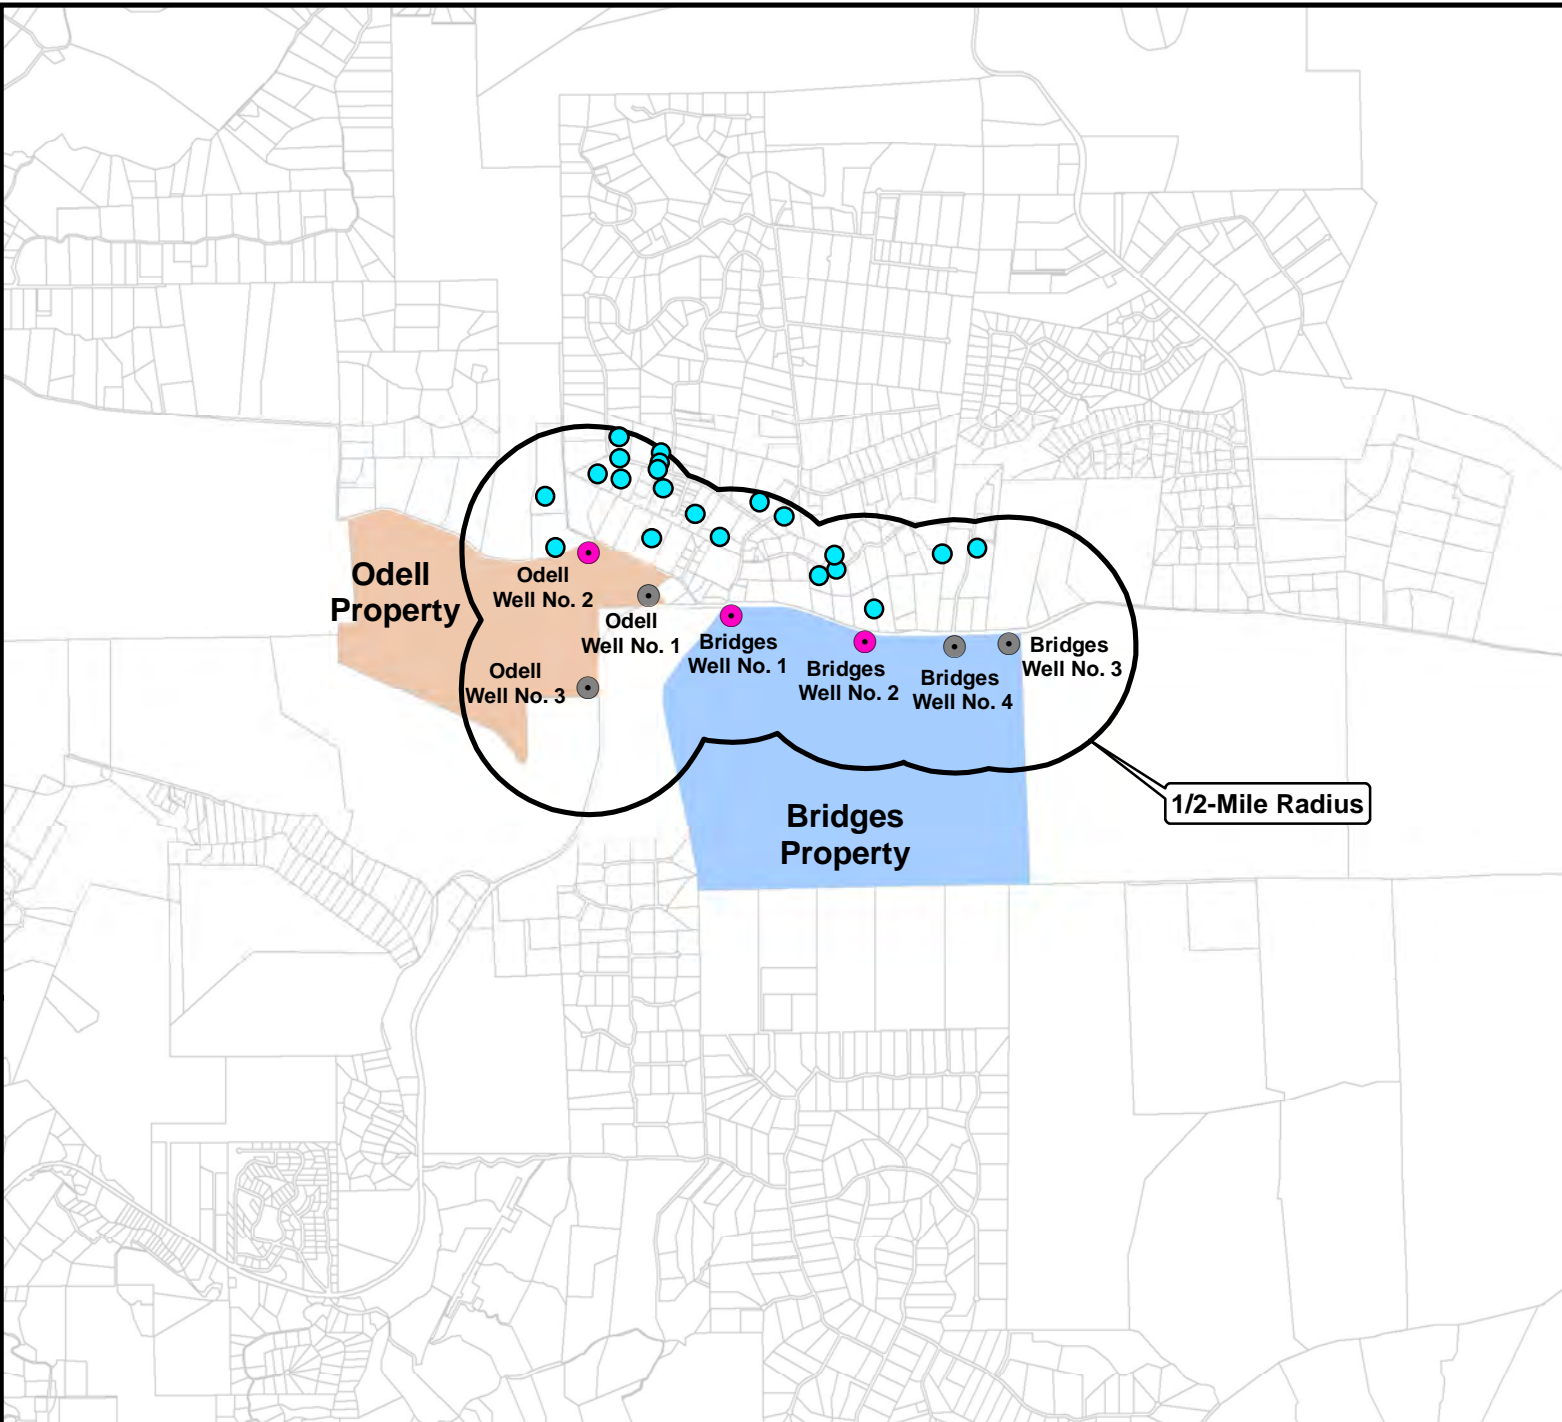 Odell
Property
Odell
Well No. 2
Odell
Well No. 1
Odell
Well No. 3
Bridges
Well No. 1
Bridges
Well No. 2
Bridges
Well No. 4
Bridges
Well No. 3
Bridges
Property
1/2-Mile Radius